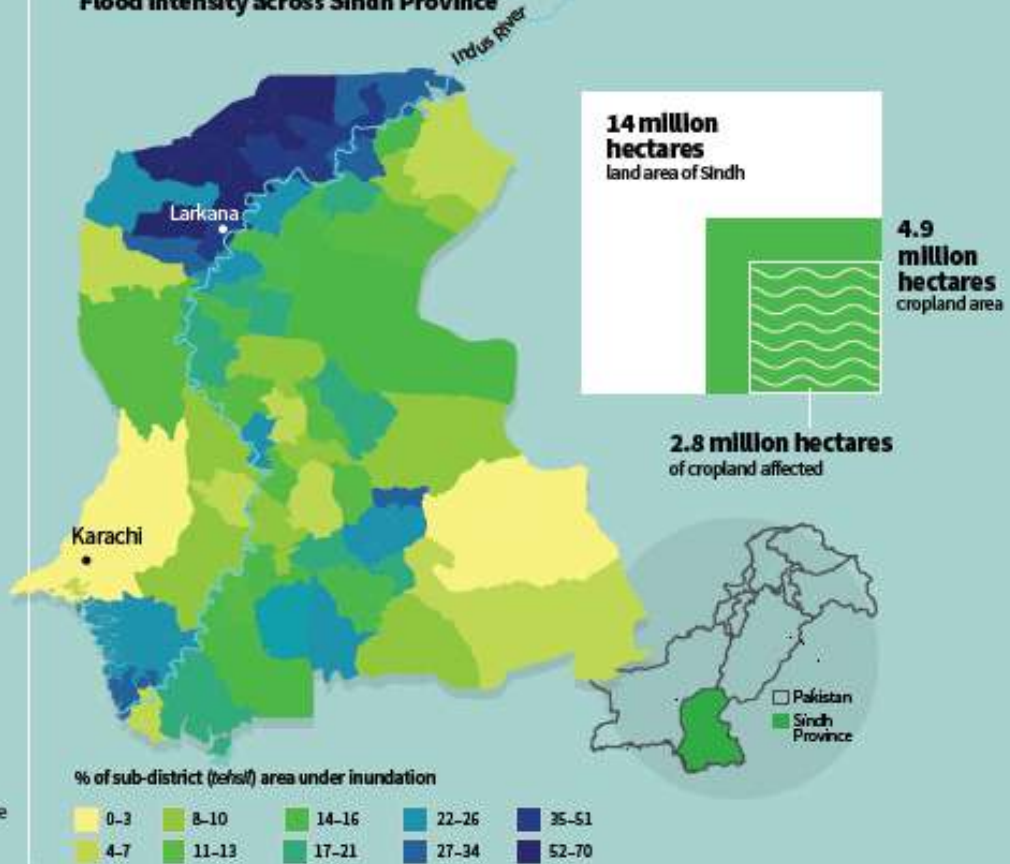 Flood intensity across Sindh Province
Indus River
Larkana
Karachi
14 million
hectares
land area of Sindh
4.9
million
hectares
cropland area
2.8 million hectares
of cropland affected
Pakistan
Sindh
Province
% of sub-district (tehsil) area under inundation
0–3
8–10
14–16
22–26
35–51
4–7
11–13
17–21
27–34
52–70